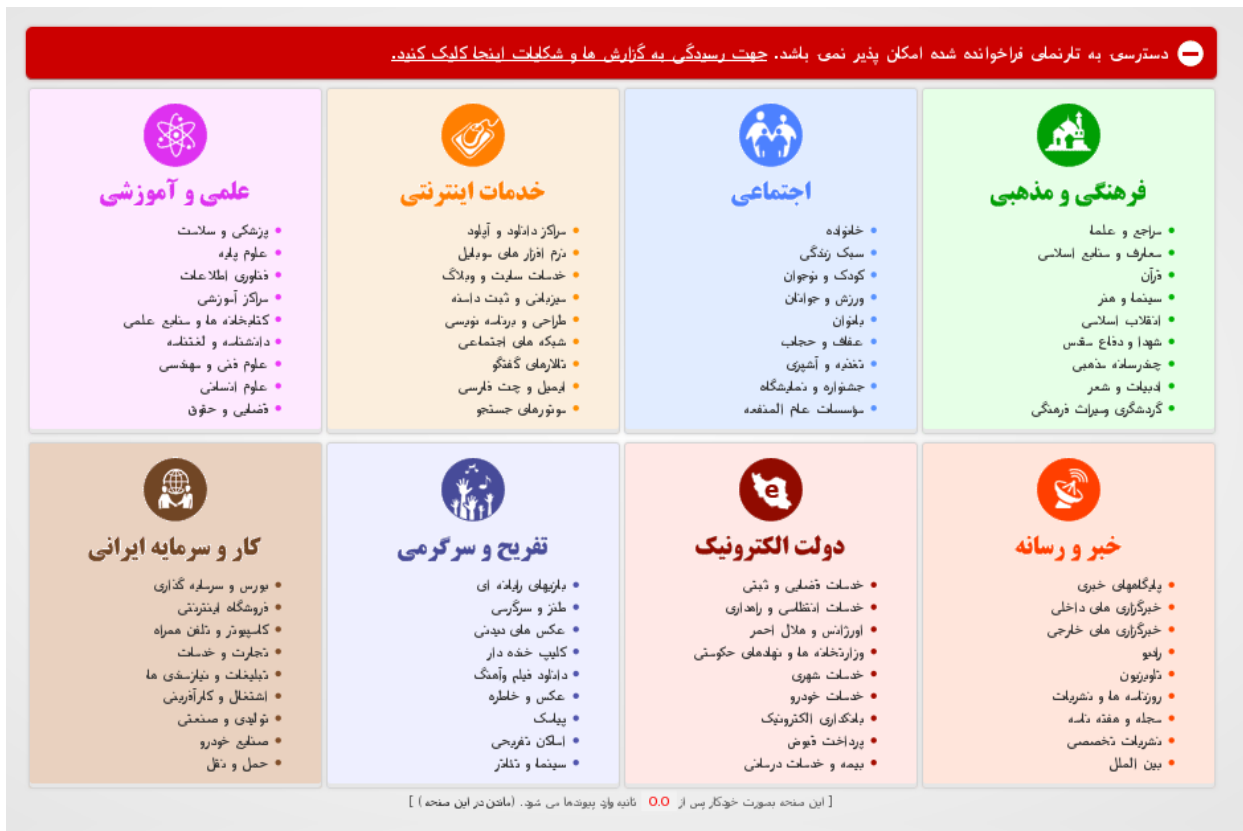 دسترسی به تارنمای فراخوانده شده امکان پذیر نمی باشد. جهت رسیدگی به گزارش ها و شکایات اینجا کلیک کنید.
فرهنگی و مذهبی
مراجع و علما
معارف و منابع اسلامی
قرآن
سینما و هنر
انقلاب اسلامی
شهدا و دفاع مقدس
چندرسانه مذهبی
ادبیات و شعر
گردشگری ومیراث فرهنگی
اجتماعی
خانواده
سبک زندگی
کودک و نوجوان
ورزش و جوانان
بانوان
عفاف و حجاب
تغذیه و آشپزی
جشنواره و نمایشگاه
مؤسسات عام المنفعه
خدمات اینترنتی
مراکز دانلود و آپلود
نرم افزار های موبایل
خدمات سایت و وبلاگ
میزبانی و ثبت دامنه
طراحی و برنامه نویسی
شبکه های اجتماعی
تالارهای گفتگو
ایمیل و چت فارسی
موتورهای جستجو
علمی و آموزشی
پزشکی و سلامت
علوم پایه
فناوری اطلاعات
مراکز آموزشی
کتابخانه ها و منابع علمی
دانشنامه و لغتنامه
علوم فنی و مهندسی
علوم انسانی
قضایی و حقوق
خبر و رسانه
پایگاههای خبری
خبرگزاری های داخلی
خبرگزاری های خارجی
رادیو
تلویزیون
روزنامه ها و نشریات
مجله و هفته نامه
نشریات تخصصی
بین الملل
e
دولت الکترونیک
خدمات قضایی و ثبتی
خدمات انتظامی و راهداری
اورژانس و هلال احمر
وزارتخانه ها و نهادهای حکومتی
خدمات شهری
خدمات خودرو
بانکداری الکترونیک
پرداخت قبوض
بیمه و خدمات درمانی
تفریح و سرگرمی
بازیهای رایانه ای
طنز و سرگرمی
عکس های دیدنی
کلیپ خنده دار
دانلود فیلم وآهنگ
عکس و خاطره
پیامک
اماکن تفریحی
سینما و تئاتر
کار و سرمایه ایرانی
بورس و سرمایه گذاری
فروشگاه اینترنتی
کامپیوتر و تلفن همراه
تجارت و خدمات
تبلیغات و نیازمندی ها
اشتغال و کارآفرینی
تولیدی و صنعتی
صنایع خودرو
حمل و نقل
[ این صفحه بصورت خودکار پس از 0.0 ثانیه وارد پیوندها می شود. (ماندن در این صفحه ) ]